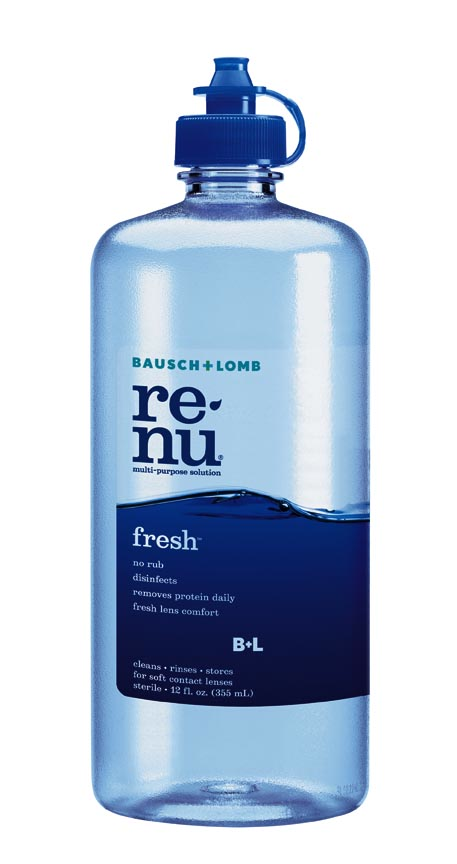 BAUSCH+LOMB
re
nu®
multi-purpose solution
fresh™
no rub
disinfects
removes protein daily
fresh lens comfort
B+L
cleans • rinses • stores
for soft contact lenses
sterile • 12 fl. oz. (355 mL)